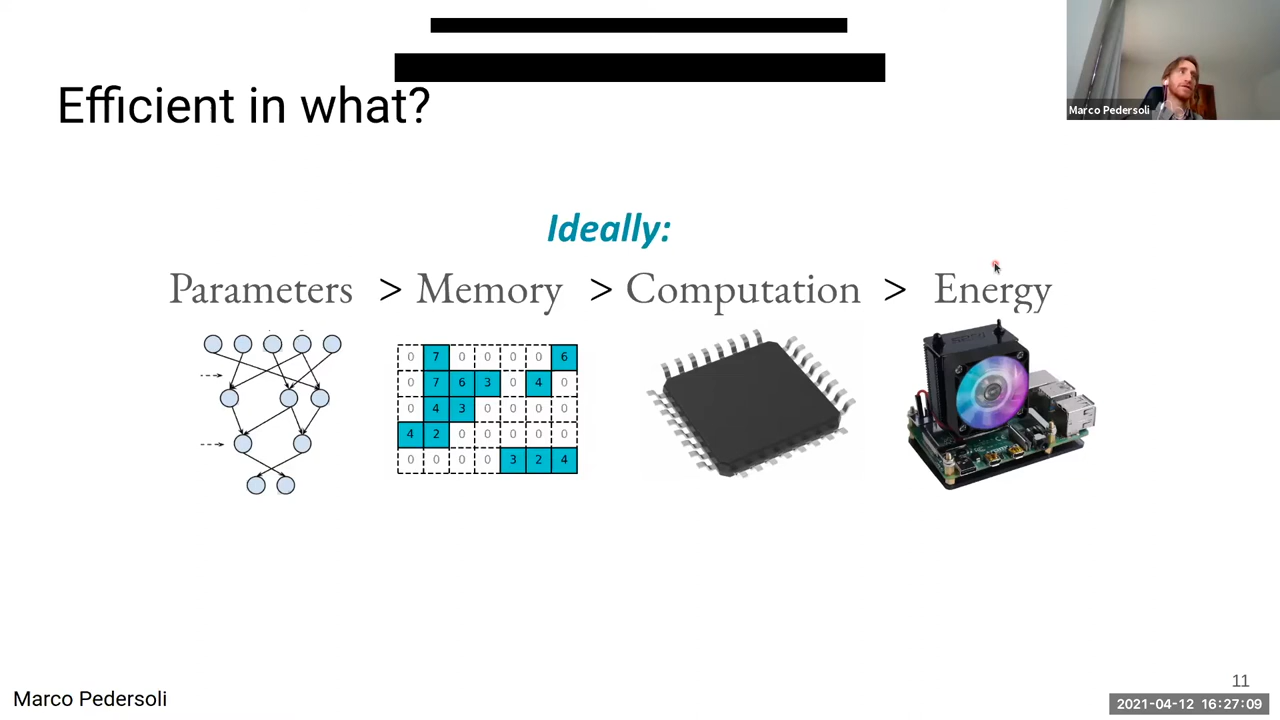 Efficient in what?
Marco Pedersoli
Ideally:
Parameters > Memory > Computation > Energy
0 7 0 0 0 0 6
0 7 6 3 0 4 0
0 4 3 0 0 0 0
4 2 0 0 0 0 0
0 0 0 0 3 2 4
11
Marco Pedersoli
2021-04-12 16:27:09